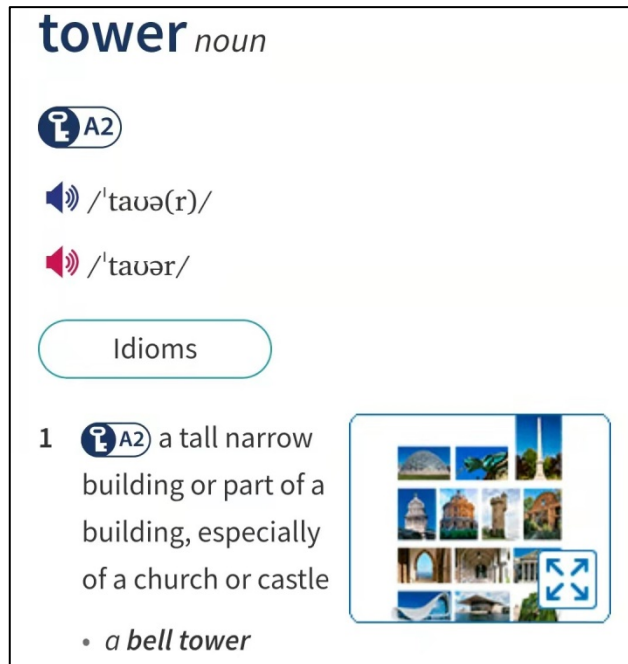 tower noun
A2
/ˈtaʊə(r)/
/ˈtaʊər/
Idioms
1 A2 a tall narrow
building or part of a
building, especially
of a church or castle
• a bell tower